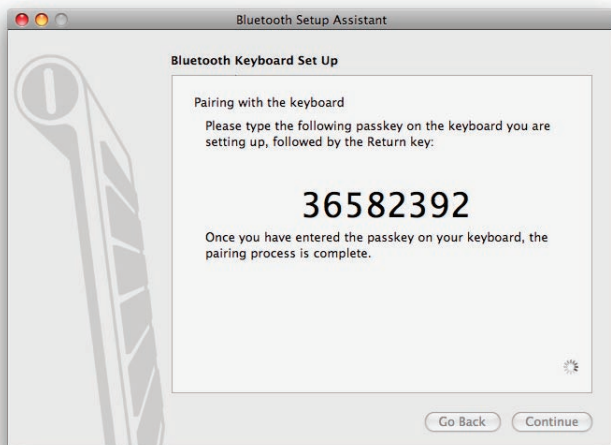 Bluetooth Setup Assistant
Bluetooth Keyboard Set Up
Pairing with the keyboard
Please type the following passkey on the keyboard you are
setting up, followed by the Return key:
36582392
Once you have entered the passkey on your keyboard, the
pairing process is complete.
Go Back
Continue